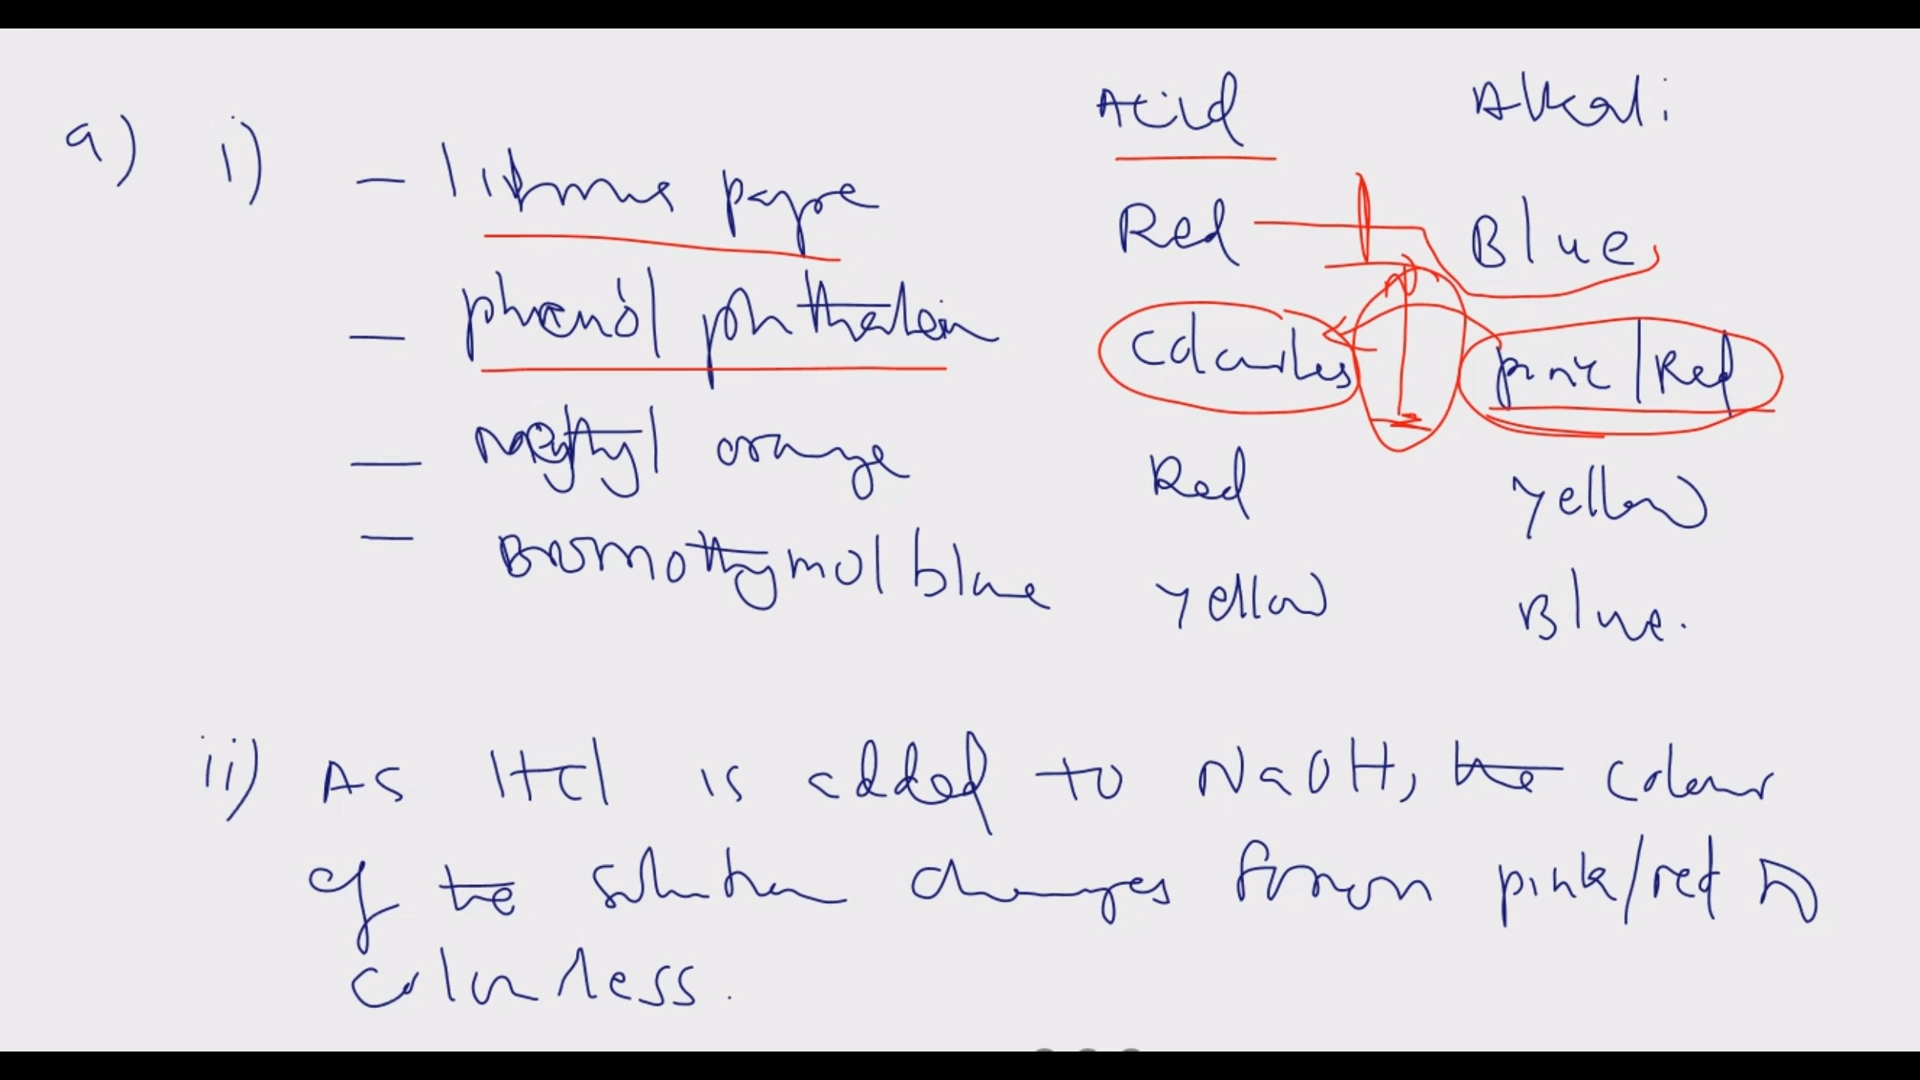 a) i) – litmus paper Acid Alkali
Red Blue
– phenol phthalein Colourless pink/Red
– Methyl orange Red Yellow
– Bromothymol blue Yellow Blue.
ii) As HCl is added to NaOH, the colour
of the solution changes from pink/red to
colourless.